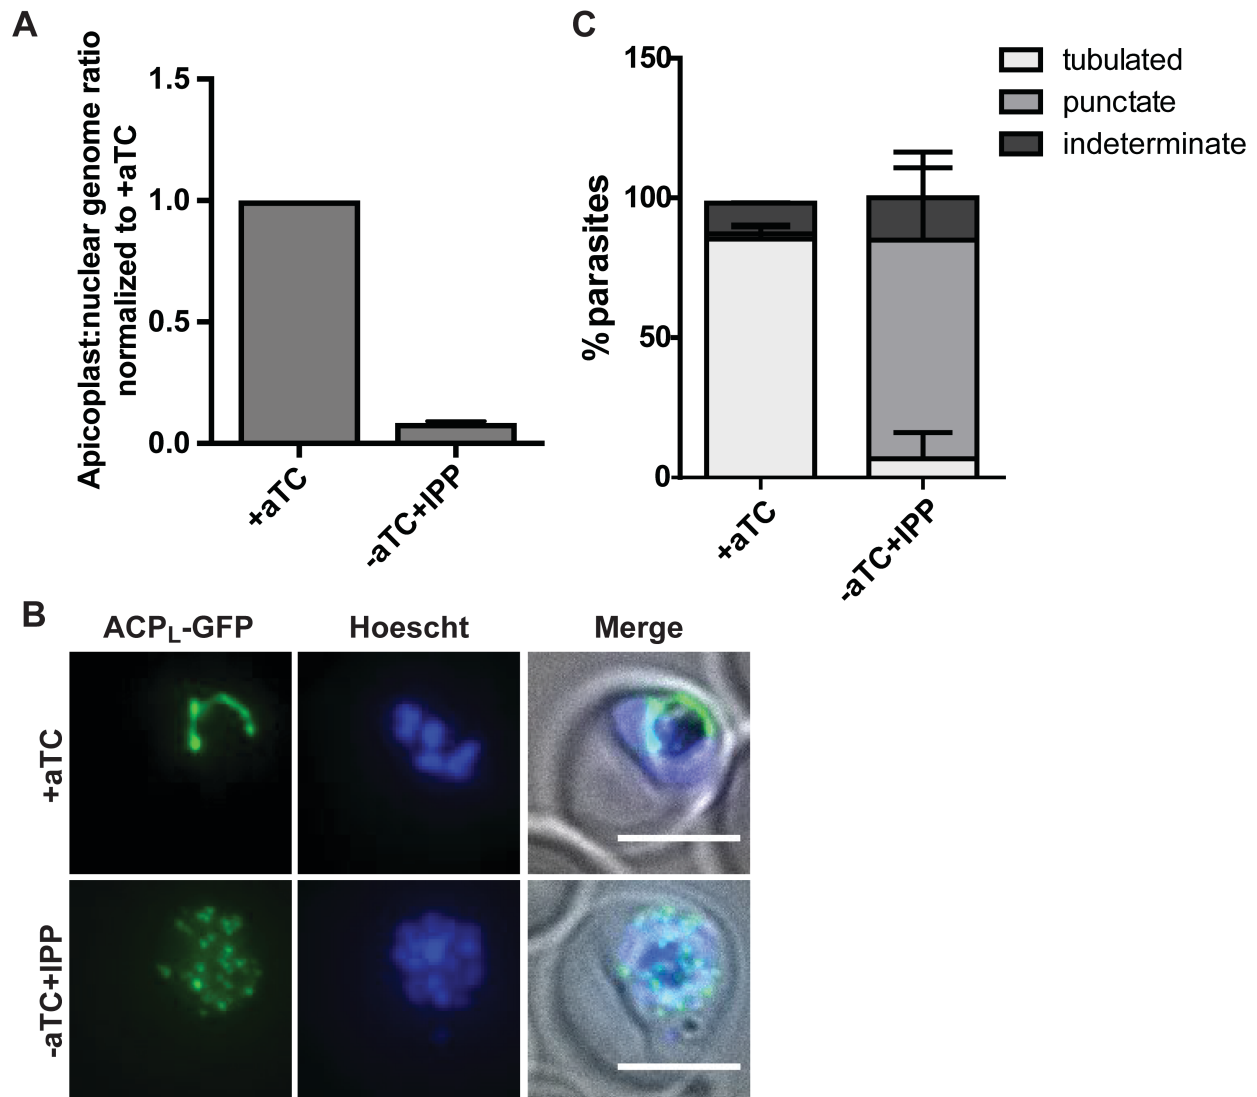 A
Apicoplast:nuclear genome ratio
normalized to +aTC
1.5
1.0
0.5
0.0
+aTC
-aTC+IPP
C
% parasites
150
100
50
0
+aTC
-aTC+IPP
tubulated
punctate
indeterminate
B
ACPL-GFP
Hoescht
Merge
+aTC
-aTC+IPP